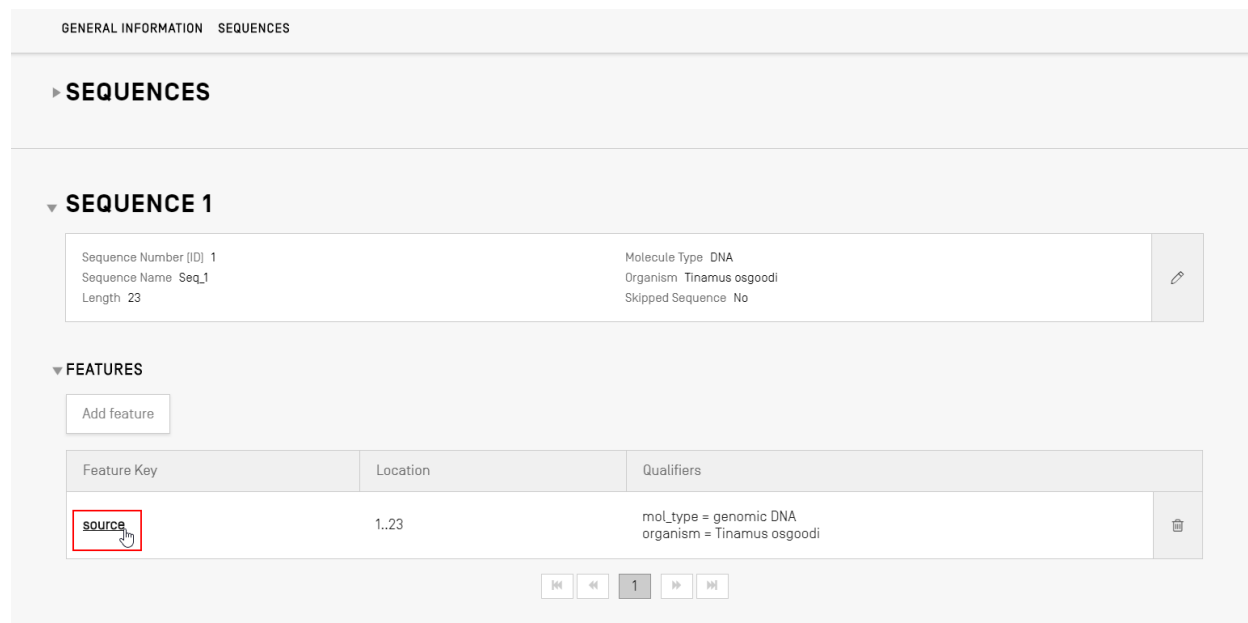 GENERAL INFORMATION SEQUENCES
SEQUENCES
SEQUENCE 1
Sequence Number [ID] 1
Sequence Name Seq_1
Length 23
Molecule Type DNA
Organism Tinamus osgoodi
Skipped Sequence No
FEATURES
Add feature
Feature Key Location Qualifiers
source 1..23 mol_type = genomic DNA
organism = Tinamus osgoodi
1